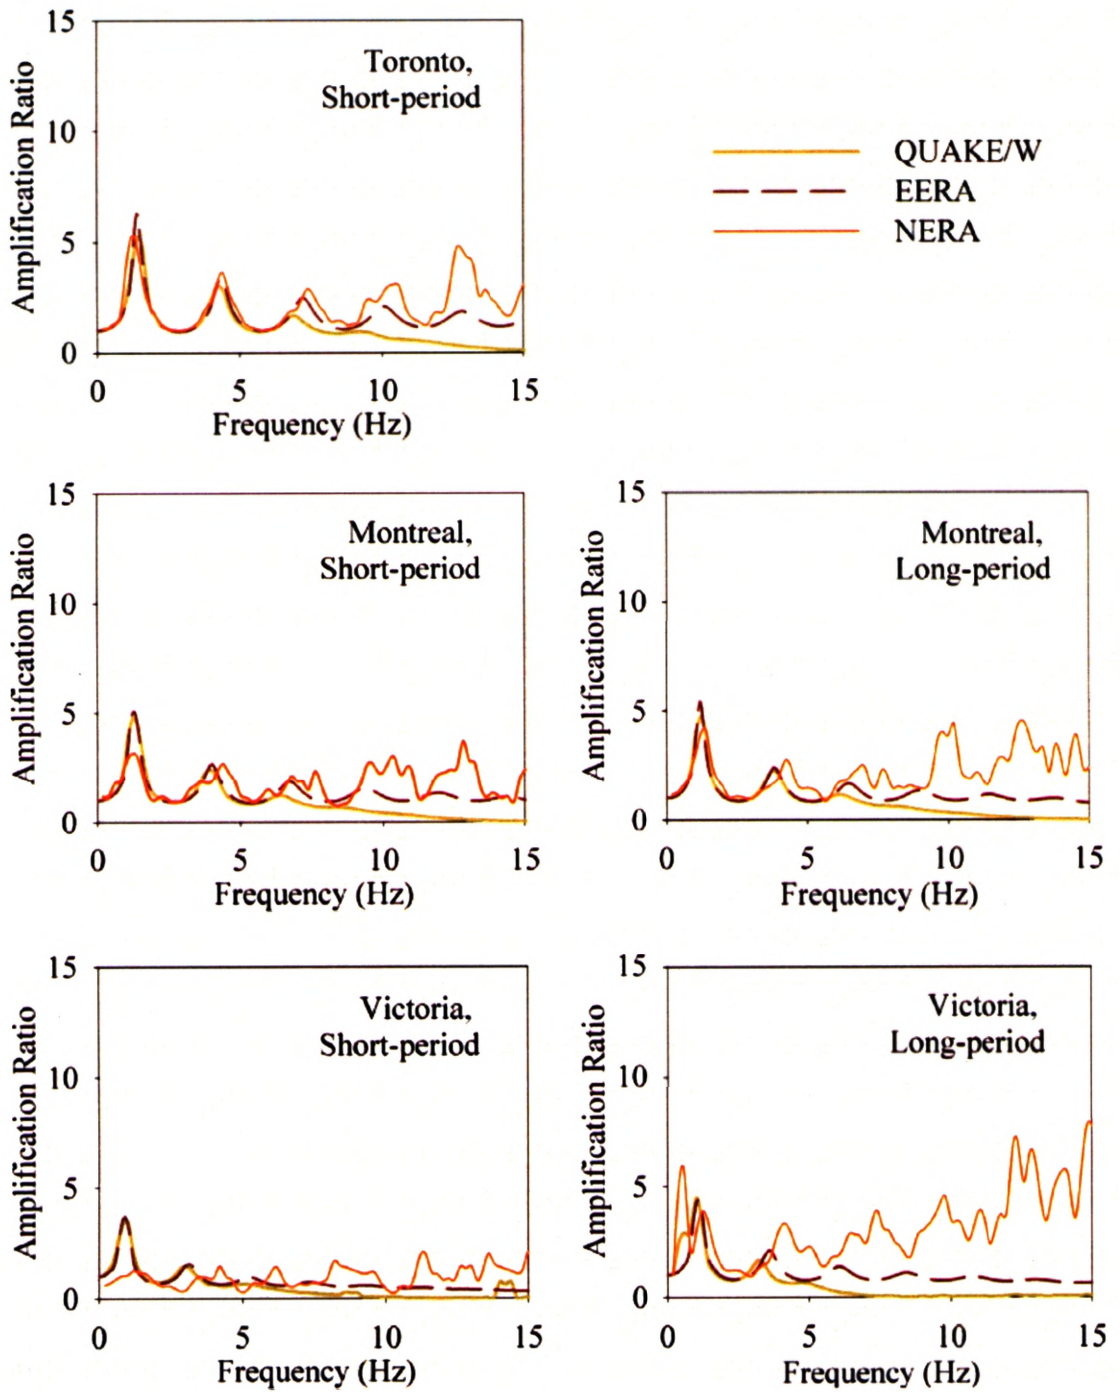 15
Toronto,
Short-period
10
5
0
Amplification Ratio
0 5 10 15
Frequency (Hz)
QUAKE/W
EERA
NERA
15
Montreal,
Short-period
10
5
0
Amplification Ratio
0 5 10 15
Frequency (Hz)
15
Montreal,
Long-period
10
5
0
Amplification Ratio
0 5 10 15
Frequency (Hz)
15
Victoria,
Short-period
10
5
0
Amplification Ratio
0 5 10 15
Frequency (Hz)
15
Victoria,
Long-period
10
5
0
Amplification Ratio
0 5 10 15
Frequency (Hz)